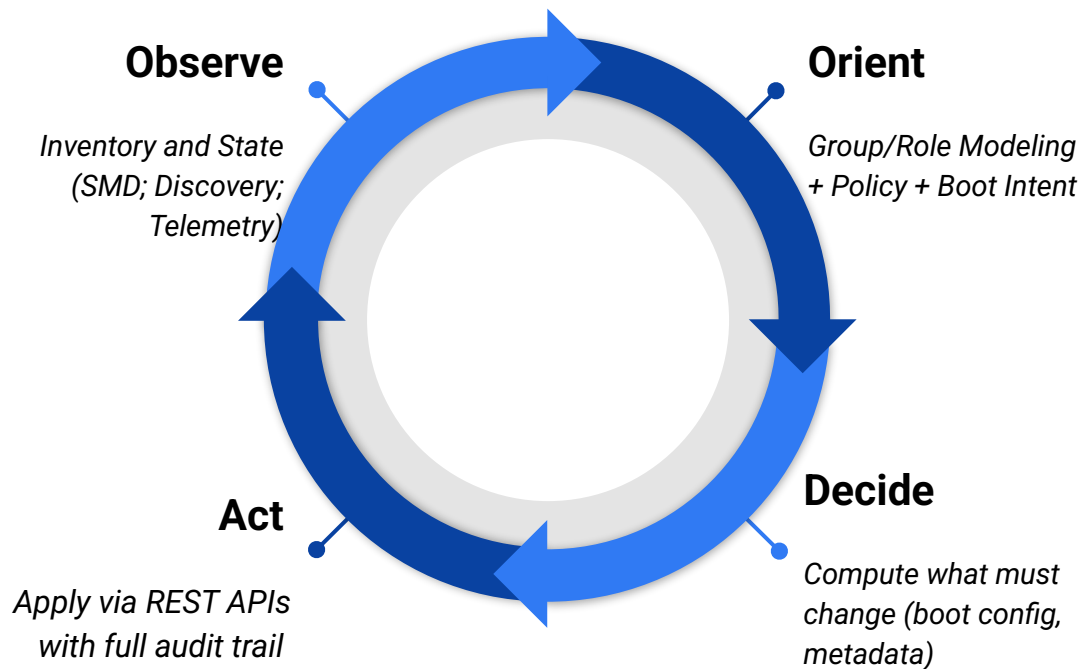 Observe
Inventory and State
(SMD; Discovery;
Telemetry)
Orient
Group/Role Modeling
+ Policy + Boot Intent
Decide
Compute what must
change (boot config,
metadata)
Act
Apply via REST APIs
with full audit trail